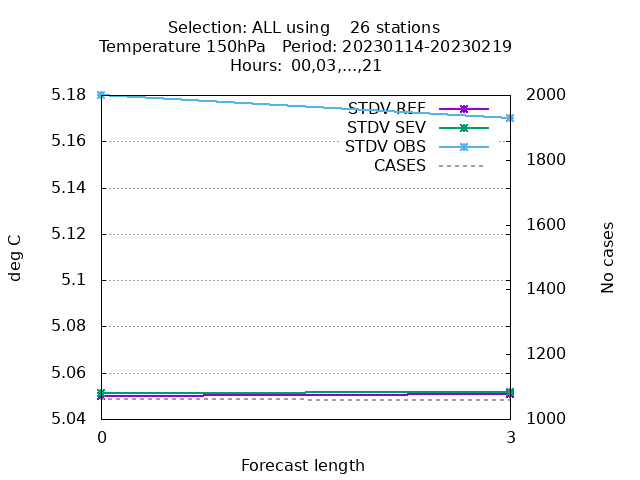 Selection: ALL using    26 stations
Temperature 150hPa   Period: 20230114-20230219
Hours:  00,03,...,21
5.18
5.16
5.14
5.12
5.1
5.08
5.06
5.04
deg C
STDV REF
STDV SEV
STDV OBS
CASES
2000
1800
1600
1400
1200
1000
No cases
0
3
Forecast length